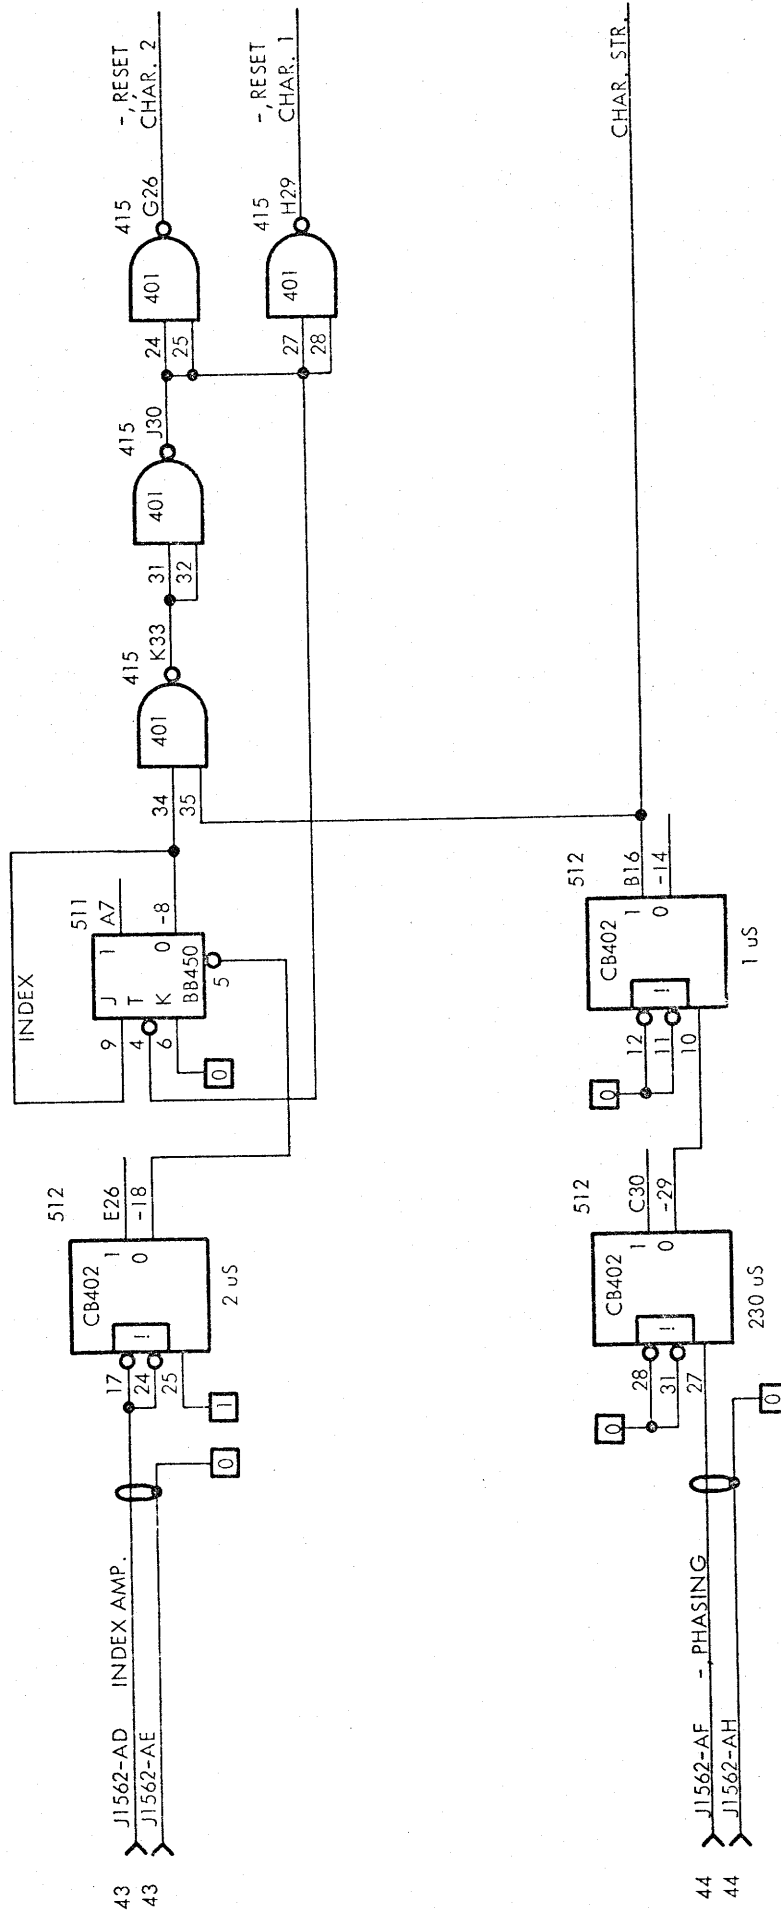 43 J1562-AD INDEX AMP.
43 J1562-AE
0
17
24
25
1
!
CB402
1
0
2 uS
512
E26
-18
INDEX
9
4
6
0
J
T
K
1
0
BB450
5
511
A7
-8
34
35
401
415
K33
31
32
401
415
J30
24
25
401
415
G26
-,RESET
CHAR. 2
27
28
401
415
H29
-,RESET
CHAR. 1
44 J1562-AF -,PHASING
44 J1562-AH
0
0
28
31
27
!
CB402
1
0
230 uS
512
C30
-29
0
12
11
10
!
CB402
1
0
1 uS
512
B16
-14
CHAR. STR.